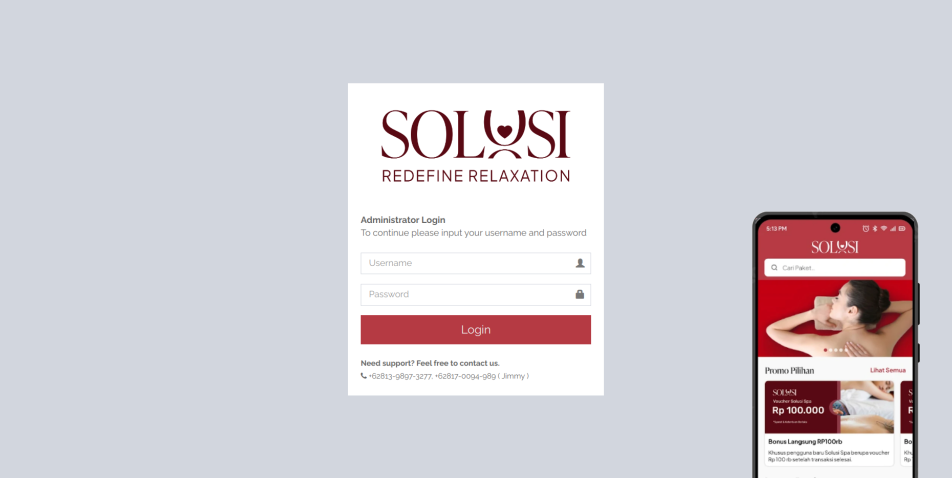 SOLUSI
REDEFINE RELAXATION
Administrator Login
To continue please input your username and password
Username
Password
Login
Need support? Feel free to contact us.
+62813-9897-3277, +62817-0094-989 ( Jimmy )
5:13 PM
SOLUSI
Cari Paket...
Promo Pilihan
Lihat Semua
SOLUSI
Voucher Solusi Spa
Rp 100.000
Bonus Langsung RP100rb
Khusus pengguna baru Solusi Spa berupa voucher
Rp 100 rb setelah transaksi selesai.